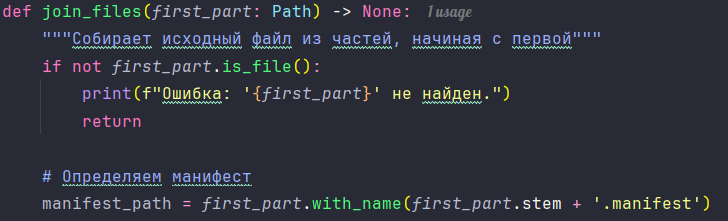 def join_files(first_part: Path) -> None: 1 usage
"""Собирает исходный файл из частей, начиная с первой"""
if not first_part.is_file():
print(f"Ошибка: '{first_part}' не найден.")
return
# Определяем манифест
manifest_path = first_part.with_name(first_part.stem + '.manifest')